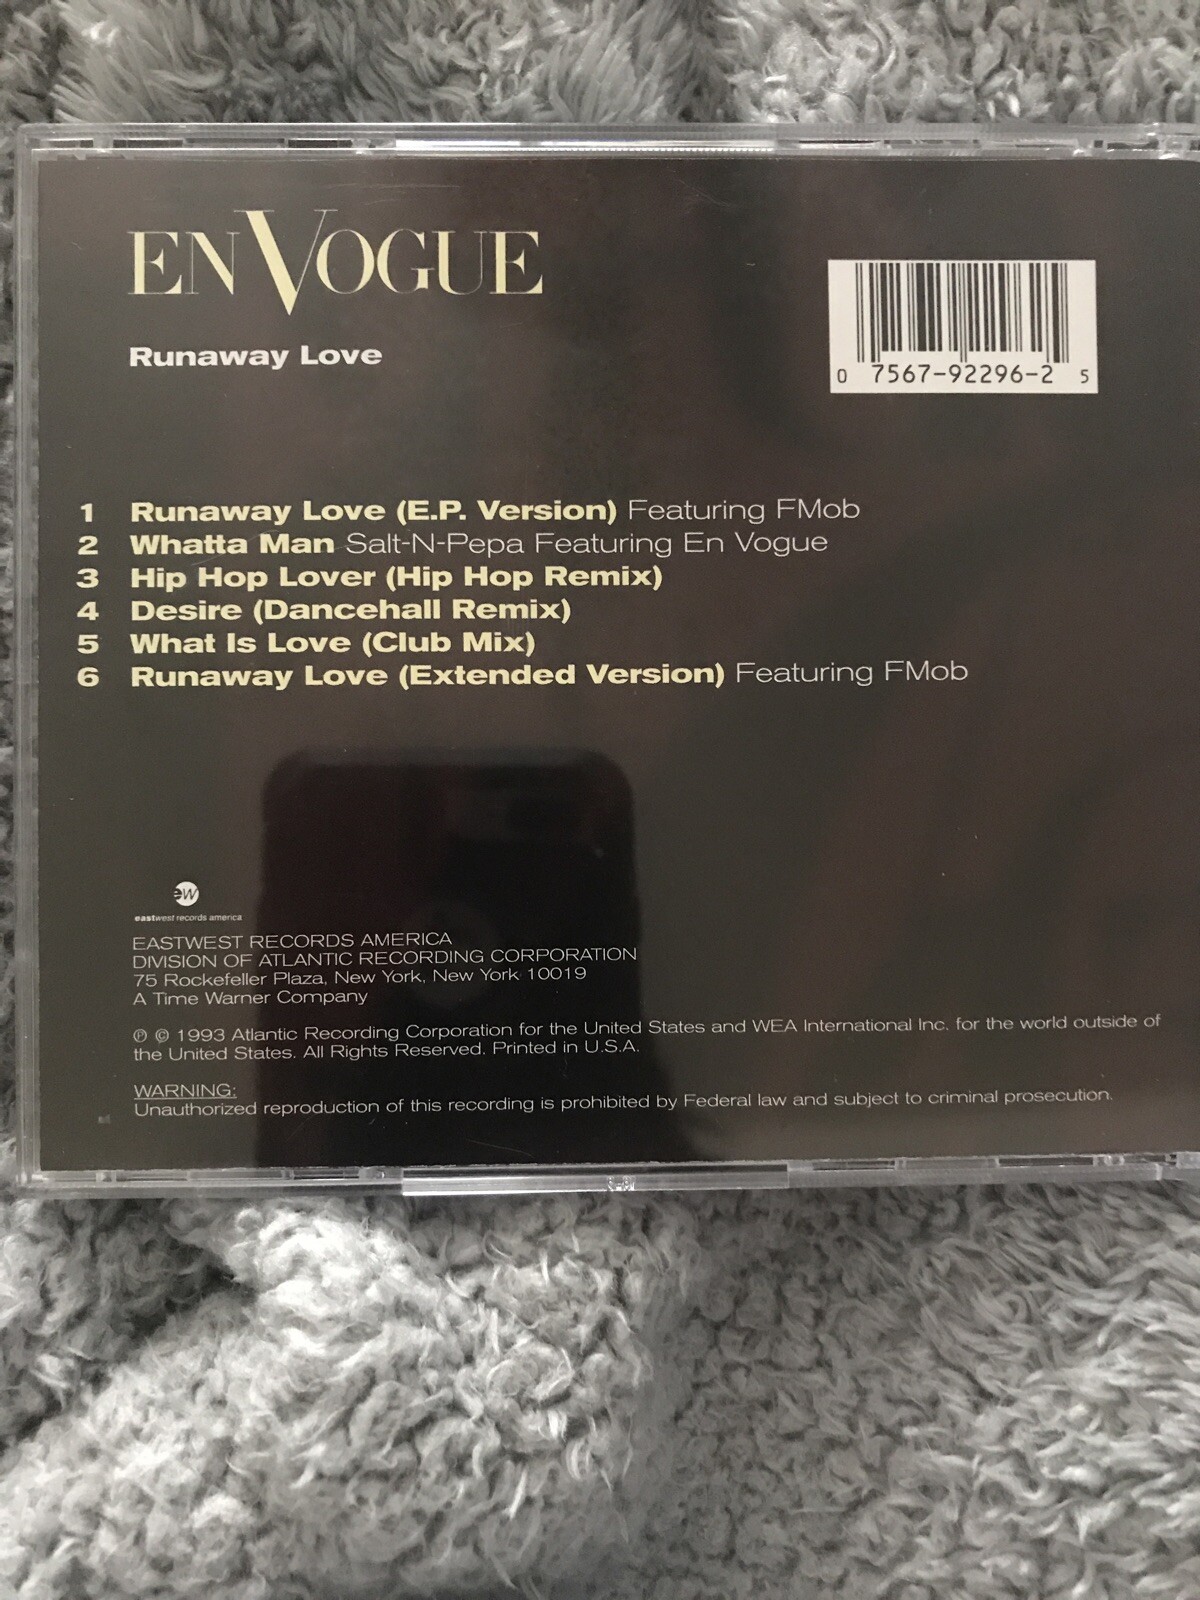 EN VOGUE
Runaway Love
0 7567-92296-2 5
1 Runaway Love (E.P. Version) Featuring FMob
2 Whatta Man Salt-N-Pepa Featuring En Vogue
3 Hip Hop Lover (Hip Hop Remix)
4 Desire (Dancehall Remix)
5 What Is Love (Club Mix)
6 Runaway Love (Extended Version) Featuring FMob
ew
eastwest records america
EASTWEST RECORDS AMERICA
DIVISION OF ATLANTIC RECORDING CORPORATION
75 Rockefeller Plaza, New York, New York 10019
A Time Warner Company
℗ © 1993 Atlantic Recording Corporation for the United States and WEA International Inc. for the world outside of
the United States. All Rights Reserved. Printed in U.S.A.
WARNING:
Unauthorized reproduction of this recording is prohibited by Federal law and subject to criminal prosecution.